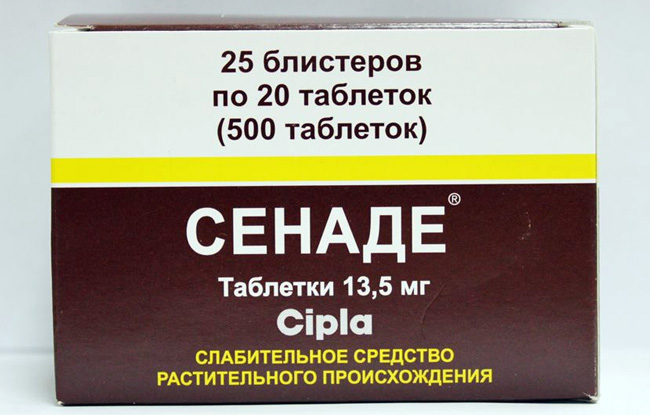 25 блистеров
по 20 таблеток
(500 таблеток)
СЕНАДЕ®
Таблетки 13,5 мг
Cipla
СЛАБИТЕЛЬНОЕ СРЕДСТВО
РАСТИТЕЛЬНОГО ПРОИСХОЖДЕНИЯ